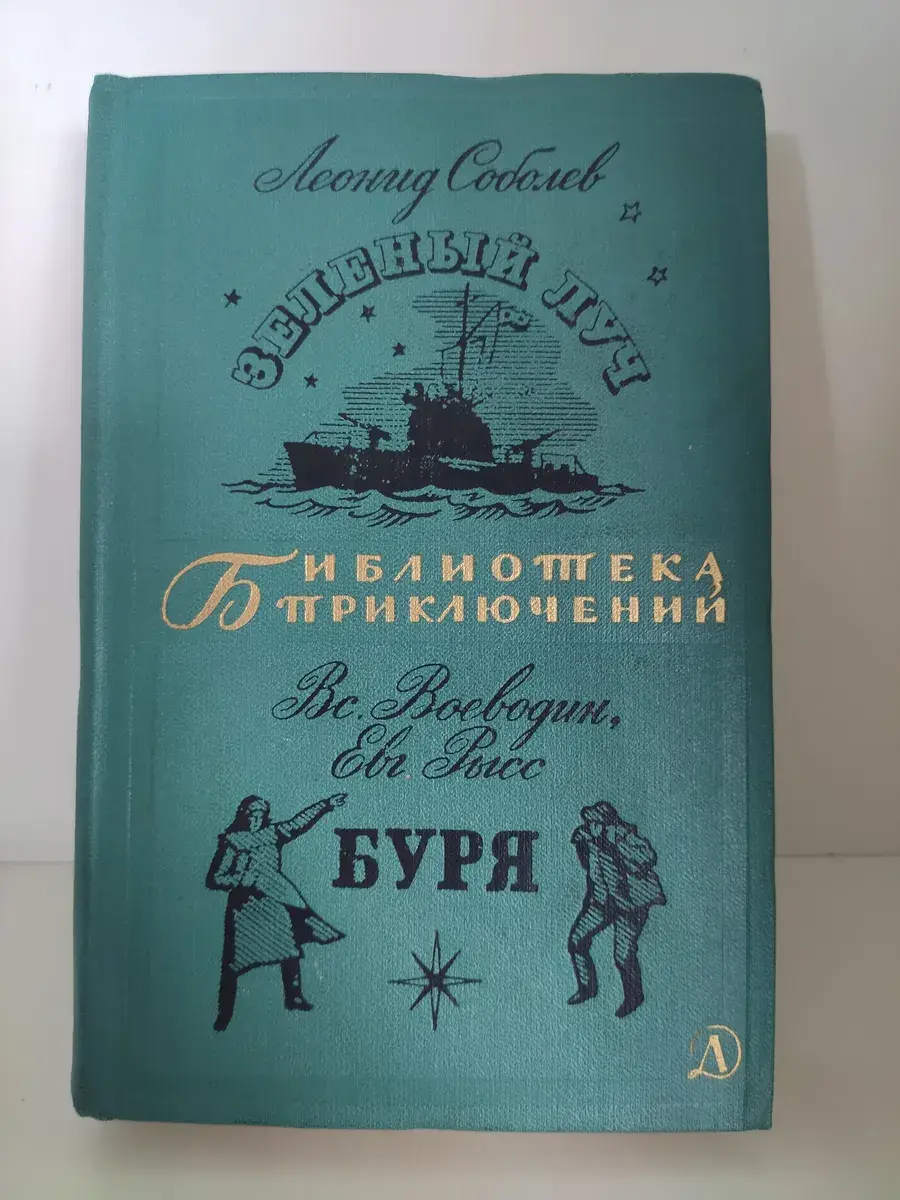 Леонид Соболев
ЗЕЛЕНЫЙ ЛУЧ
БИБЛИОТЕКА
ПРИКЛЮЧЕНИЙ
Вс. Воеводин,
Евг. Рысс
БУРЯ
Д